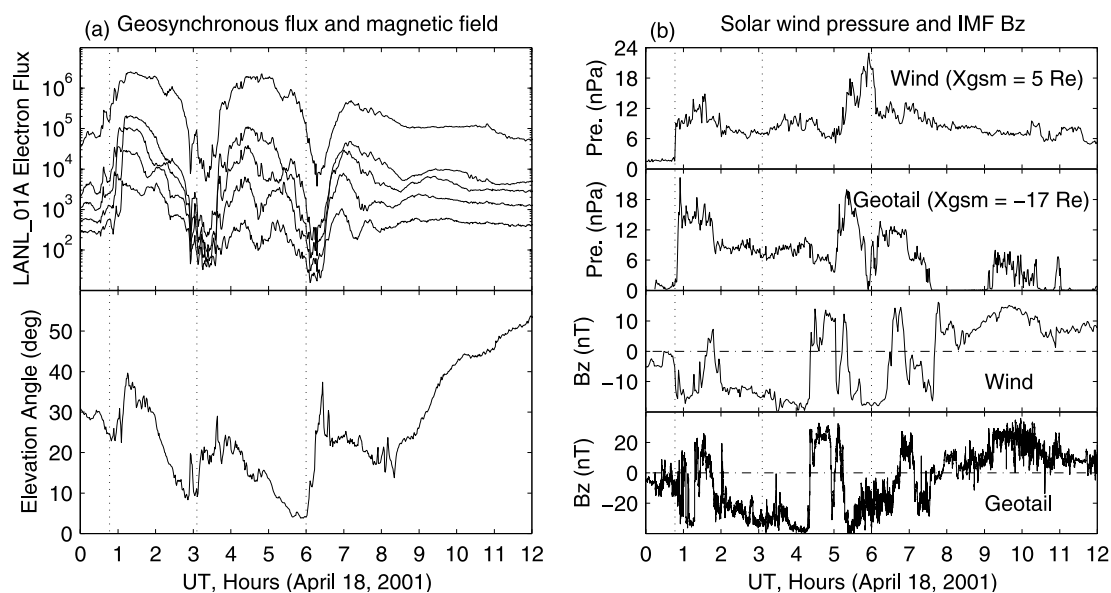 (a) Geosynchronous flux and magnetic field
LANL_01A Electron Flux
10^6
10^5
10^4
10^3
10^2
Elevation Angle (deg)
50
40
30
20
10
0
0 1 2 3 4 5 6 7 8 9 10 11 12
UT, Hours (April 18, 2001)
(b) Solar wind pressure and IMF Bz
Pre. (nPa)
24
18
12
6
0
Wind (Xgsm = 5 Re)
Pre. (nPa)
18
12
6
0
Geotail (Xgsm = −17 Re)
Bz (nT)
10
0
−10
Wind
Bz (nT)
20
0
−20
Geotail
0 1 2 3 4 5 6 7 8 9 10 11 12
UT, Hours (April 18, 2001)